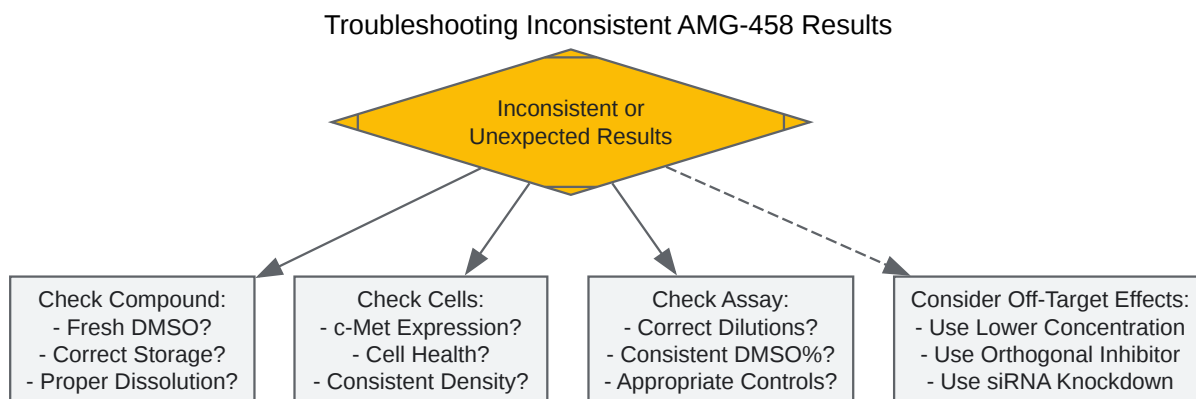 Troubleshooting Inconsistent AMG-458 Results
Inconsistent or
Unexpected Results
Check Compound:
- Fresh DMSO?
- Correct Storage?
- Proper Dissolution?
Check Cells:
- c-Met Expression?
- Cell Health?
- Consistent Density?
Check Assay:
- Correct Dilutions?
- Consistent DMSO%?
- Appropriate Controls?
Consider Off-Target Effects:
- Use Lower Concentration
- Use Orthogonal Inhibitor
- Use siRNA Knockdown